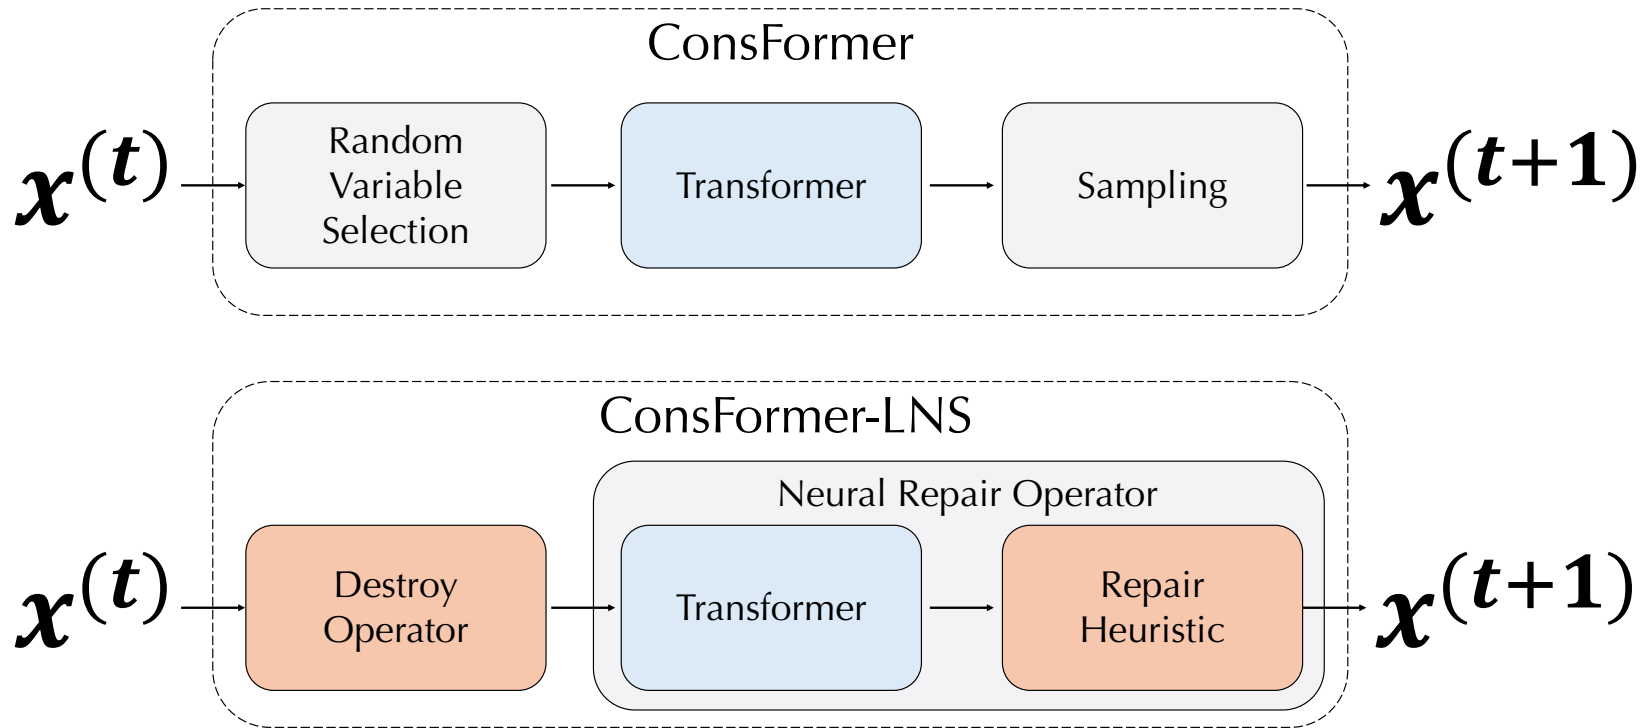 ConsFormer
x^(t)
Random
Variable
Selection
Transformer
Sampling
x^(t+1)
ConsFormer-LNS
Neural Repair Operator
x^(t)
Destroy
Operator
Transformer
Repair
Heuristic
x^(t+1)